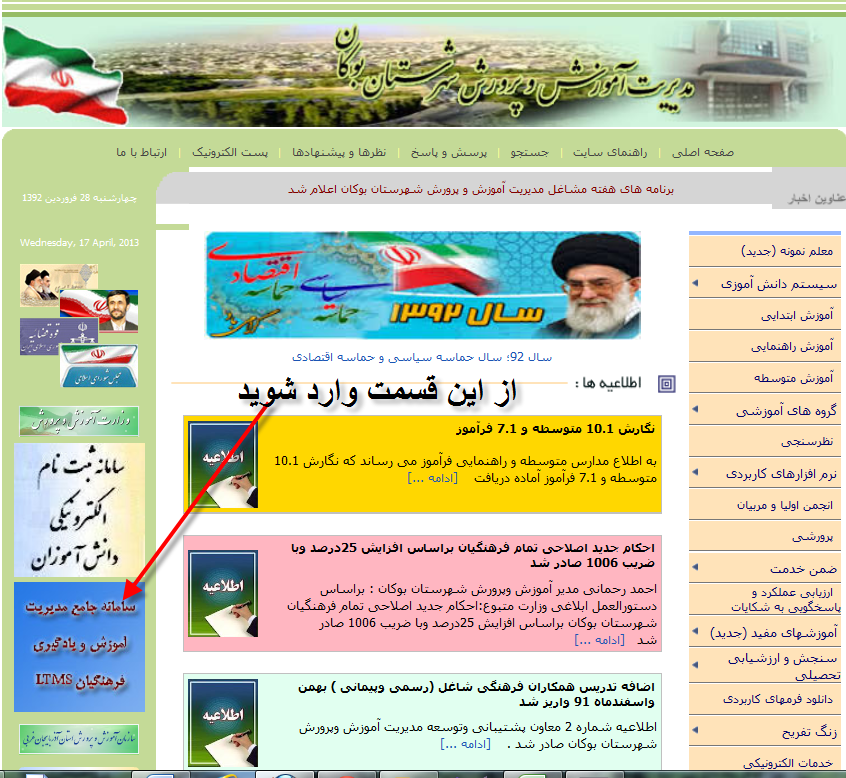 مدیریت آموزش و پرورش شهرستان بوکان
صفحه اصلی | راهنمای سایت | جستجو | پرسش و پاسخ | نظرها و پیشنهادها | پست الکترونیک | ارتباط با ما
عناوین اخبار
برنامه های هفته مشاغل مدیریت آموزش و پرورش شهرستان بوکان اعلام شد
معلم نمونه (جدید)
سیستم دانش آموزی
آموزش ابتدایی
آموزش راهنمایی
آموزش متوسطه
گروه های آموزشی
نظرسنجی
نرم افزارهای کاربردی
انجمن اولیا و مربیان
پرورشی
ضمن خدمت
ارزیابی عملکرد و
پاسخگویی به شکایات
آموزشهای مفید (جدید)
سنجش و ارزشیابی
تحصیلی
دانلود فرمهای کاربردی
زنگ تفریح
خدمات الکترونیکی
حماسه سیاسی
حماسه اقتصادی
سال ۱۳۹۲
سال 92؛ سال حماسه سیاسی و حماسه اقتصادی
اطلاعیه ها :
از این قسمت وارد شوید
اطلاعیه
نگارش 10.1 متوسطه و 7.1 فرآموز
به اطلاع مدارس متوسطه و راهنمایی فرآموز می رساند که نگارش 10.1
متوسطه و 7.1 فرآموز آماده دریافت [ادامه ...]
اطلاعیه
احکام جدید اصلاحی تمام فرهنگیان براساس افزایش 25درصد وبا
ضریب 1006 صادر شد
احمد رحمانی مدیر آموزش وپرورش شهرستان بوکان : براساس
دستورالعمل ابلاغی وزارت متبوع:احکام جدید اصلاحی تمام فرهنگیان
شهرستان بوکان براساس افزایش 25درصد وبا ضریب 1006 صادر
شد [ادامه ...]
اطلاعیه
اضافه تدریس همکاران فرهنگی شاغل (رسمی وپیمانی ) بهمن
واسفندماه 91 واریز شد
اطلاعیه شماره 2 معاون پشتیبانی وتوسعه مدیریت آموزش وپرورش
شهرستان بوکان صادر شد . [ادامه ...]
چهارشنبه 28 فروردین 1392
Wednesday, 17 April, 2013
قوه قضائیه
مجلس شورای اسلامی
وزارت آموزش و پرورش
سامانه ثبت نام
الکترونیکی
دانش آموزان
سامانه جامع مدیریت
آموزش و یادگیری
فرهنگیان LTMS
سازمان آموزش و پرورش استان آذربایجان غربی